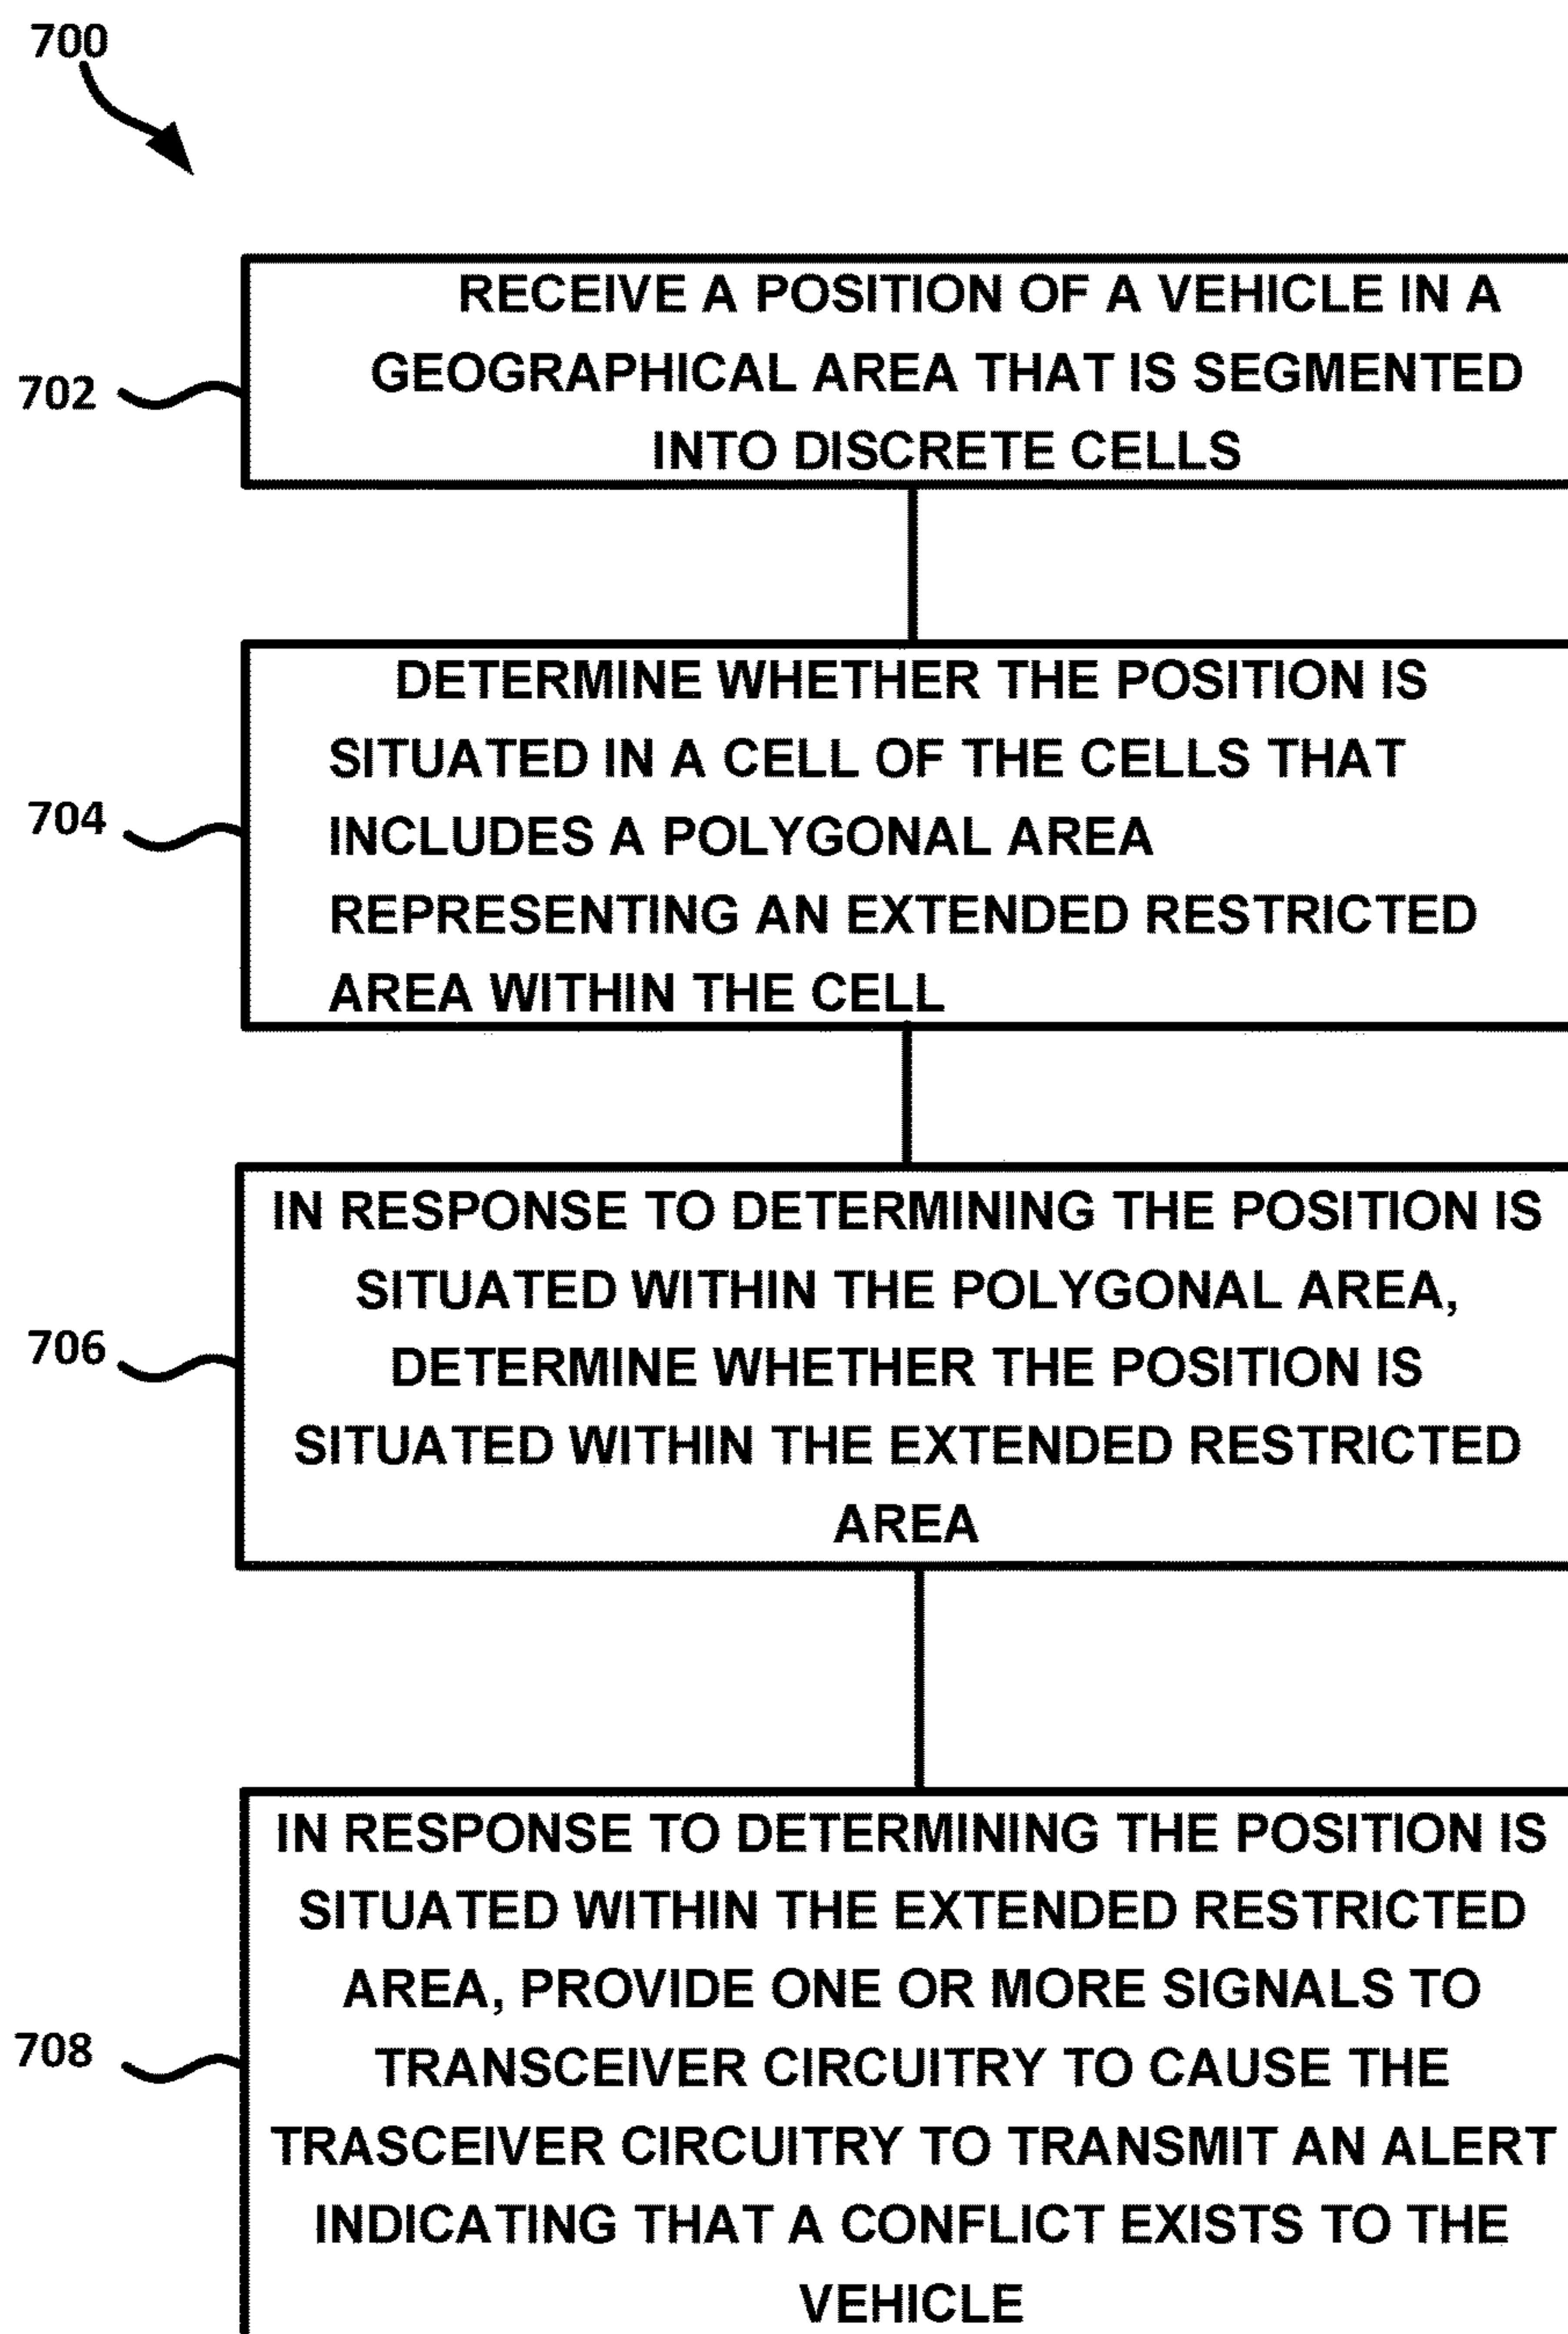 700
702
RECEIVE A POSITION OF A VEHICLE IN A
GEOGRAPHICAL AREA THAT IS SEGMENTED
INTO DISCRETE CELLS
704
DETERMINE WHETHER THE POSITION IS
SITUATED IN A CELL OF THE CELLS THAT
INCLUDES A POLYGONAL AREA
REPRESENTING AN EXTENDED RESTRICTED
AREA WITHIN THE CELL
706
IN RESPONSE TO DETERMINING THE POSITION IS
SITUATED WITHIN THE POLYGONAL AREA,
DETERMINE WHETHER THE POSITION IS
SITUATED WITHIN THE EXTENDED RESTRICTED
AREA
708
IN RESPONSE TO DETERMINING THE POSITION IS
SITUATED WITHIN THE EXTENDED RESTRICTED
AREA, PROVIDE ONE OR MORE SIGNALS TO
TRANSCEIVER CIRCUITRY TO CAUSE THE
TRASCEIVER CIRCUITRY TO TRANSMIT AN ALERT
INDICATING THAT A CONFLICT EXISTS TO THE
VEHICLE